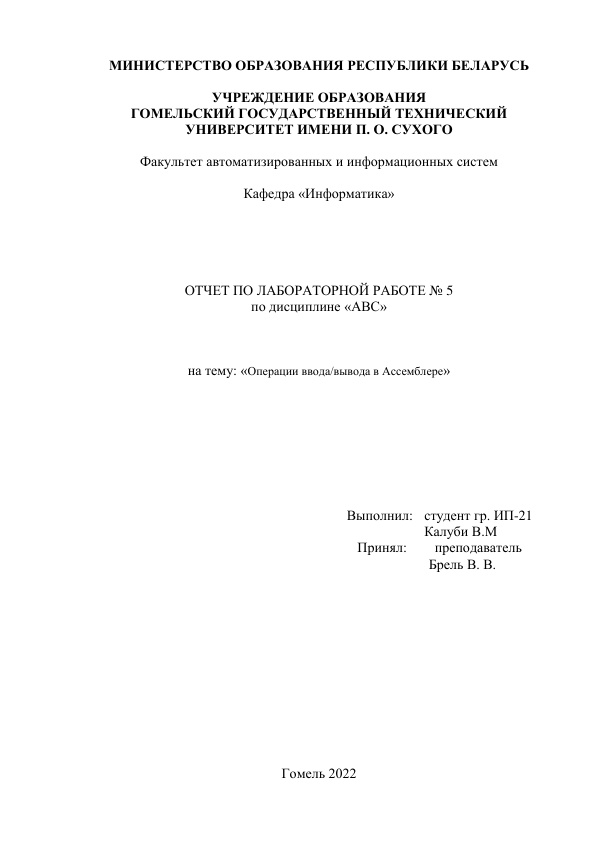 МИНИСТЕРСТВО ОБРАЗОВАНИЯ РЕСПУБЛИКИ БЕЛАРУСЬ
УЧРЕЖДЕНИЕ ОБРАЗОВАНИЯ
ГОМЕЛЬСКИЙ ГОСУДАРСТВЕННЫЙ ТЕХНИЧЕСКИЙ
УНИВЕРСИТЕТ ИМЕНИ П. О. СУХОГО
Факультет автоматизированных и информационных систем
Кафедра «Информатика»
ОТЧЕТ ПО ЛАБОРАТОРНОЙ РАБОТЕ № 5
по дисциплине «АВС»
на тему: «Операции ввода/вывода в Ассемблере»
Выполнил: студент гр. ИП-21
Калуби В.М
Принял: преподаватель
Брель В. В.
Гомель 2022